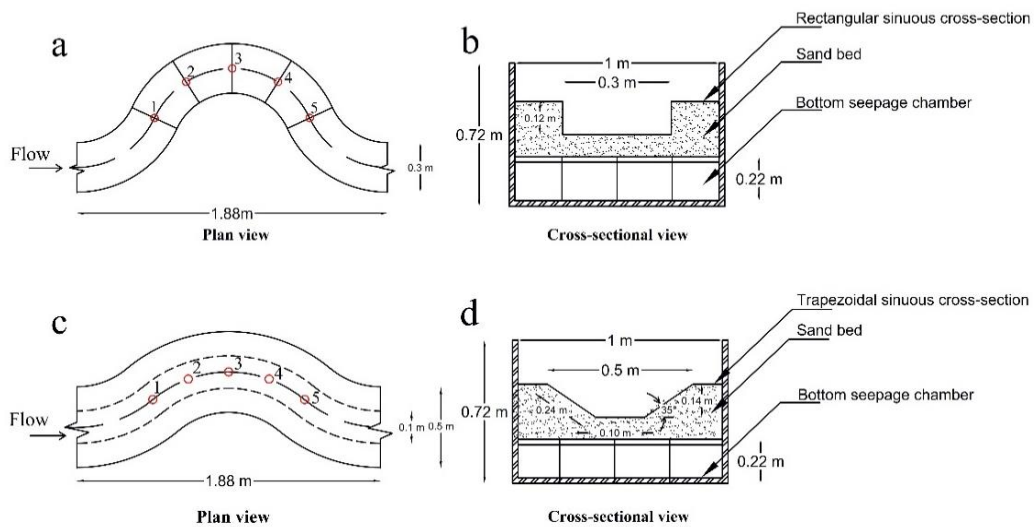 a
1
2
3
4
5
Flow
0.3 m
1.88m
Plan view
b
1 m
0.3 m
0.12 m
0.72 m
0.22 m
Rectangular sinuous cross-section
Sand bed
Bottom seepage chamber
Cross-sectional view
c
1
2
3
4
5
Flow
0.1 m
0.5 m
1.88 m
Plan view
d
1 m
0.5 m
0.24 m
35°
0.14 m
0.10 m
0.72 m
0.22 m
Trapezoidal sinuous cross-section
Sand bed
Bottom seepage chamber
Cross-sectional view